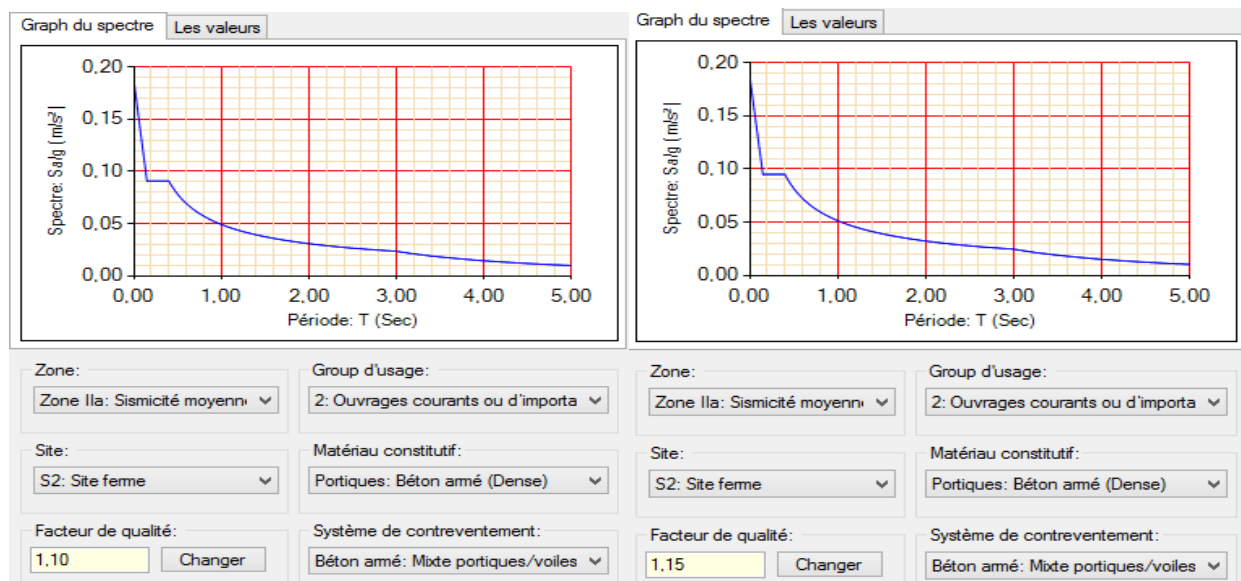 Graph du spectre Les valeurs
0,20
0,15
0,10
0,05
0,00
Spectre: Sa/g [m/s²]
0,00 1,00 2,00 3,00 4,00 5,00
Période: T (Sec)
Zone: Group d'usage:
Zone IIa: Sismicité moyenn 2: Ouvrages courants ou d'importa
Site: Matériau constitutif:
S2: Site ferme Portiques: Béton armé (Dense)
Facteur de qualité: Système de contreventement:
1,10 Changer Béton armé: Mixte portiques/voiles
Graph du spectre Les valeurs
0,20
0,15
0,10
0,05
0,00
Spectre: Sa/g [m/s²]
0,00 1,00 2,00 3,00 4,00 5,00
Période: T (Sec)
Zone: Group d'usage:
Zone IIa: Sismicité moyenne 2: Ouvrages courants ou d'importa
Site: Matériau constitutif:
S2: Site ferme Portiques: Béton armé (Dense)
Facteur de qualité: Système de contreventement:
1,15 Changer Béton armé: Mixte portiques/voiles